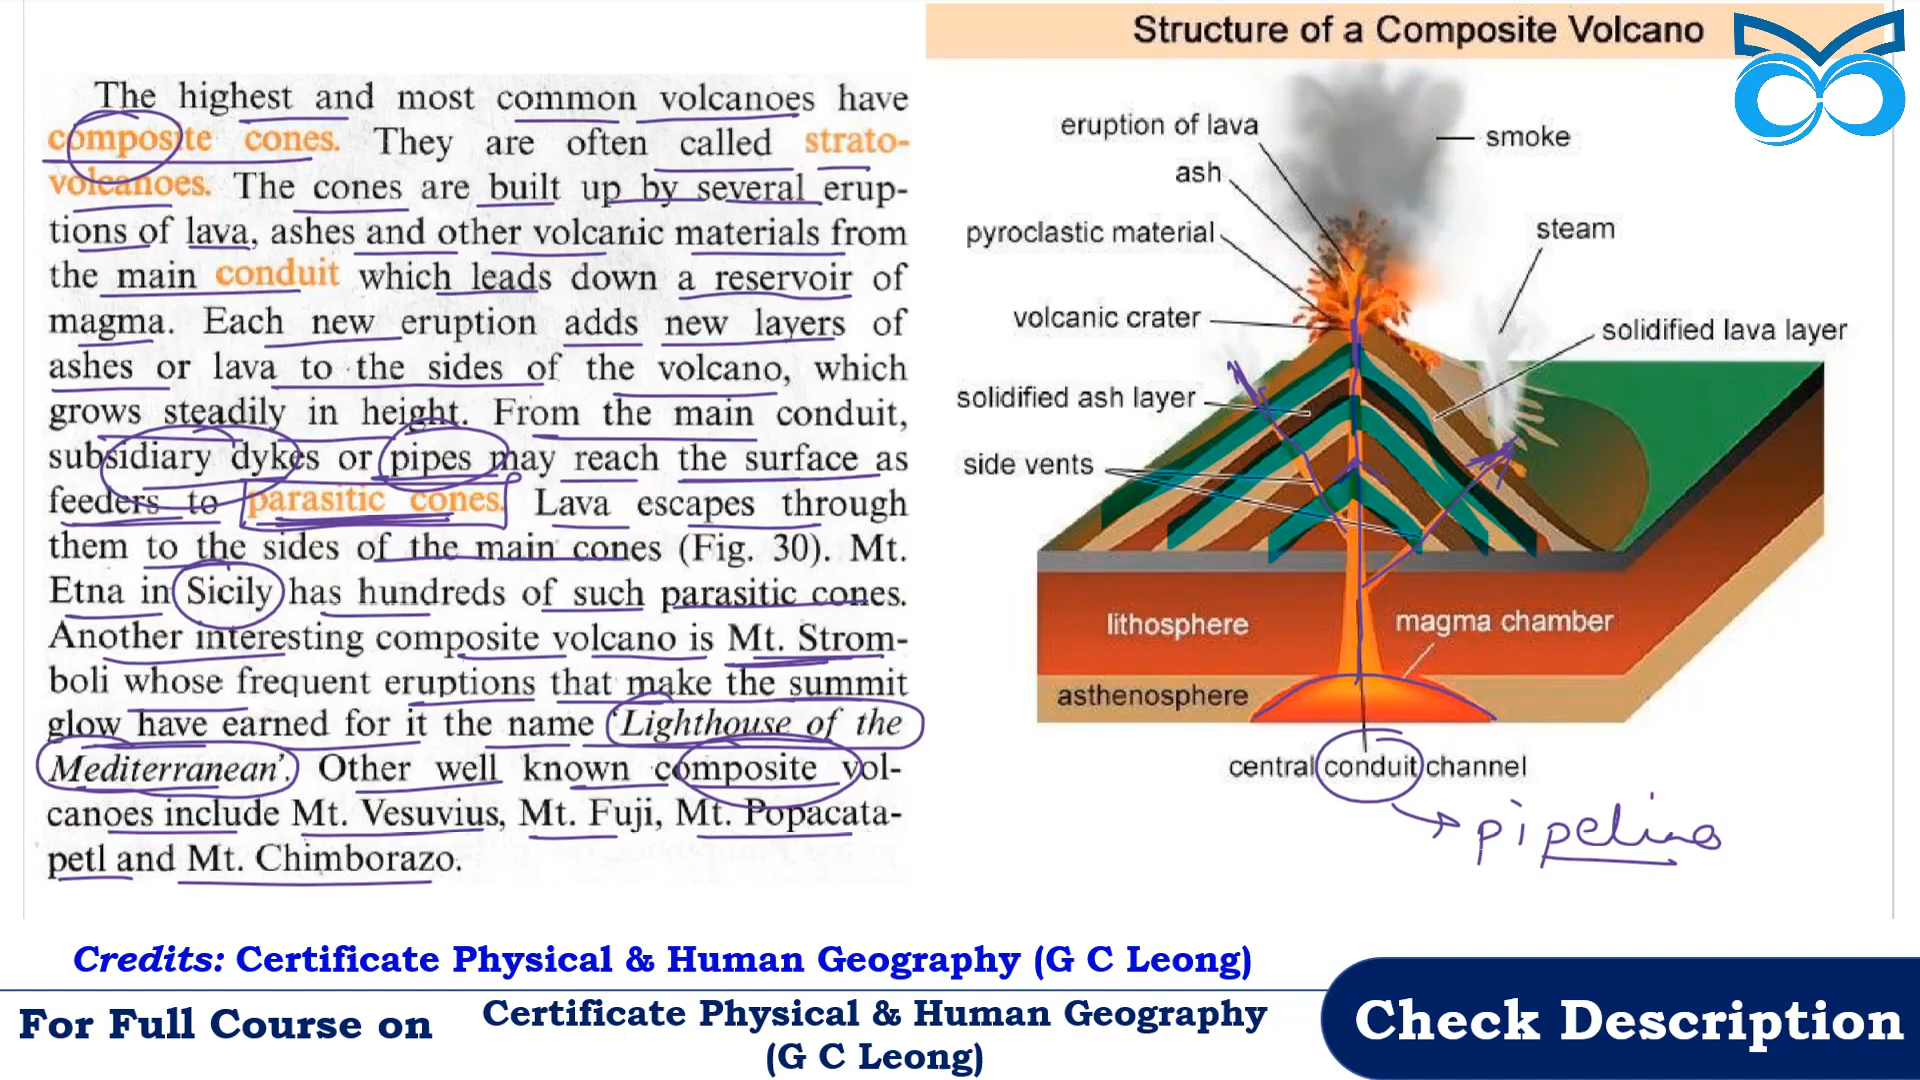 Structure of a Composite Volcano
The highest and most common volcanoes have
composite cones. They are often called strato-
volcanoes. The cones are built up by several erup-
tions of lava, ashes and other volcanic materials from
the main conduit which leads down a reservoir of
magma. Each new eruption adds new layers of
ashes or lava to the sides of the volcano, which
grows steadily in height. From the main conduit,
subsidiary dykes or pipes may reach the surface as
feeders to parasitic cones. Lava escapes through
them to the sides of the main cones (Fig. 30). Mt.
Etna in Sicily has hundreds of such parasitic cones.
Another interesting composite volcano is Mt. Strom-
boli whose frequent eruptions that make the summit
glow have earned for it the name ‘Lighthouse of the
Mediterranean’. Other well known composite vol-
canoes include Mt. Vesuvius, Mt. Fuji, Mt. Popacata-
petl and Mt. Chimborazo.
eruption of lava
smoke
ash
pyroclastic material
steam
volcanic crater
solidified lava layer
solidified ash layer
side vents
lithosphere
magma chamber
asthenosphere
central conduit channel
Credits: Certificate Physical & Human Geography (G C Leong)
For Full Course on
Certificate Physical & Human Geography
(G C Leong)
Check Description